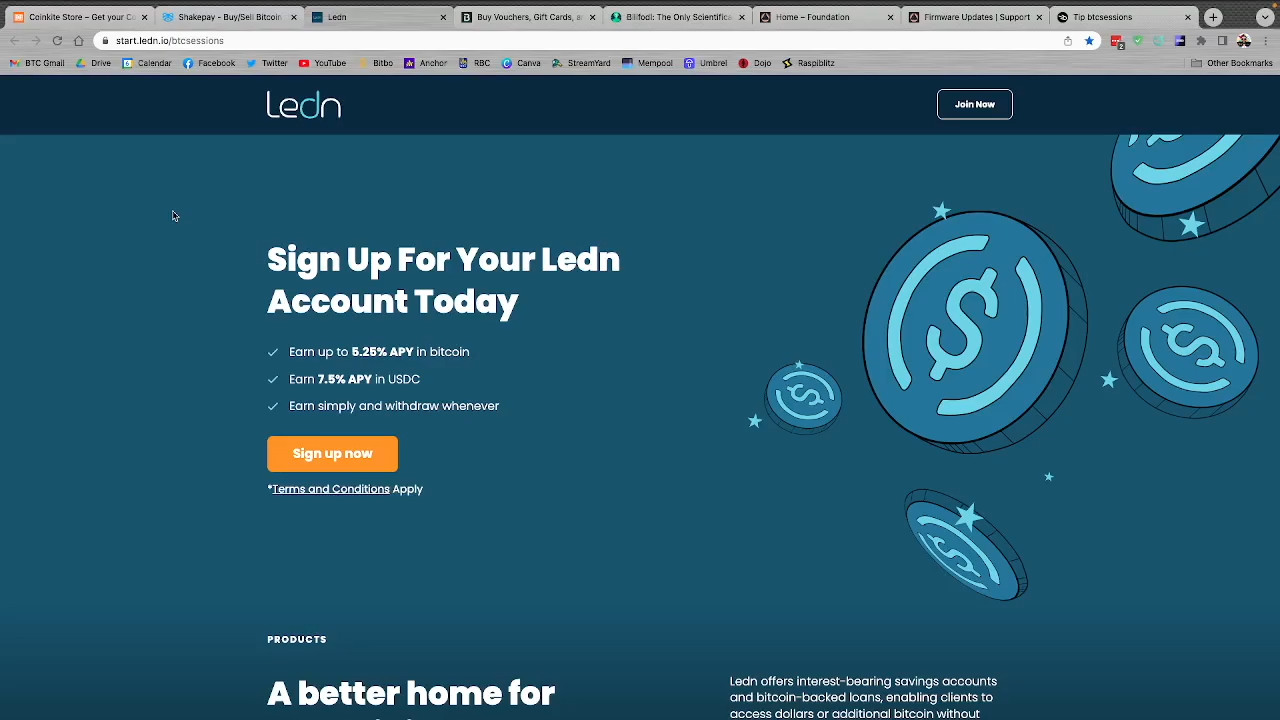 Coinkite Store – Get your Co
Shakepay - Buy/Sell Bitcoin
Ledn
Buy Vouchers, Gift Cards, an
Bilifodl: The Only Scientifica
Home – Foundation
Firmware Updates | Support
Tip btcsessions
start.ledn.io/btcsessions
2
BTC Gmail
Drive
Calendar
Facebook
Twitter
YouTube
Bitbo
Anchor
RBC
Canva
StreamYard
Mempool
Umbrel
Dojo
Raspiblitz
Other Bookmarks
Ledn
Join Now
Sign Up For Your Ledn
Account Today
Earn up to 5.25% APY in bitcoin
Earn 7.5% APY in USDC
Earn simply and withdraw whenever
Sign up now
*Terms and Conditions Apply
PRODUCTS
A better home for
Ledn offers interest-bearing savings accounts
and bitcoin-backed loans, enabling clients to
access dollars or additional bitcoin without